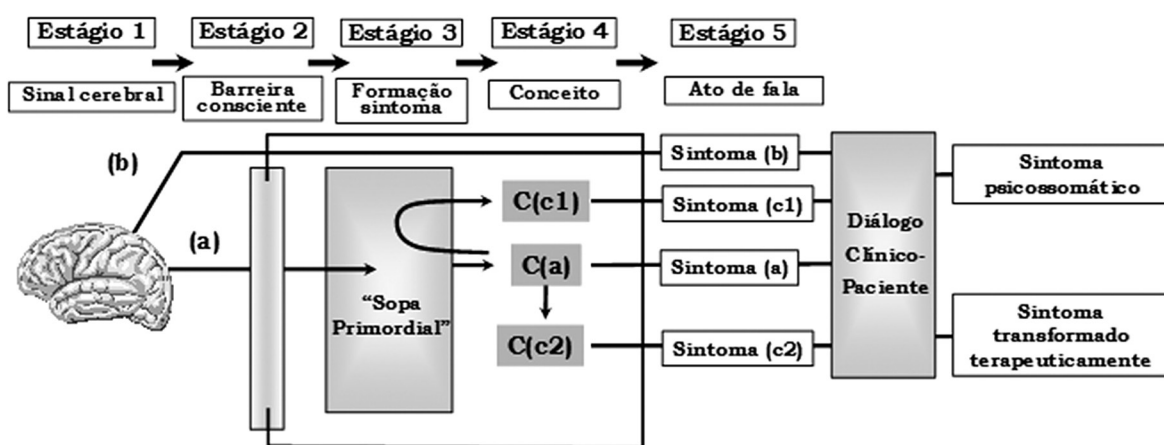 Estágio 1
Estágio 2
Estágio 3
Estágio 4
Estágio 5
Sinal cerebral
Barreira
consciente
Formação
sintoma
Conceito
Ato de fala
(b)
(a)
“Sopa
Primordial”
C(c1)
C(a)
C(c2)
Sintoma (b)
Sintoma (c1)
Sintoma (a)
Sintoma (c2)
Diálogo
Clínico-
Paciente
Sintoma
psicossomático
Sintoma
transformado
terapeuticamente